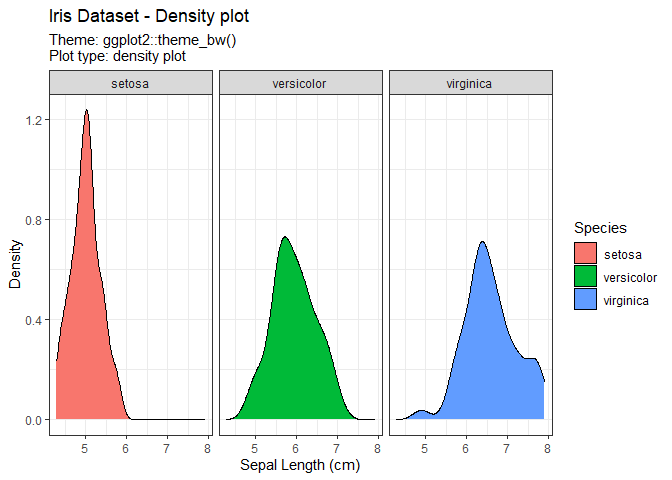 Iris Dataset - Density plot
Theme: ggplot2::theme_bw()
Plot type: density plot
setosa
versicolor
virginica
1.2
0.8
0.4
0.0
Density
5 6 7 8
5 6 7 8
5 6 7 8
Sepal Length (cm)
Species
setosa
versicolor
virginica